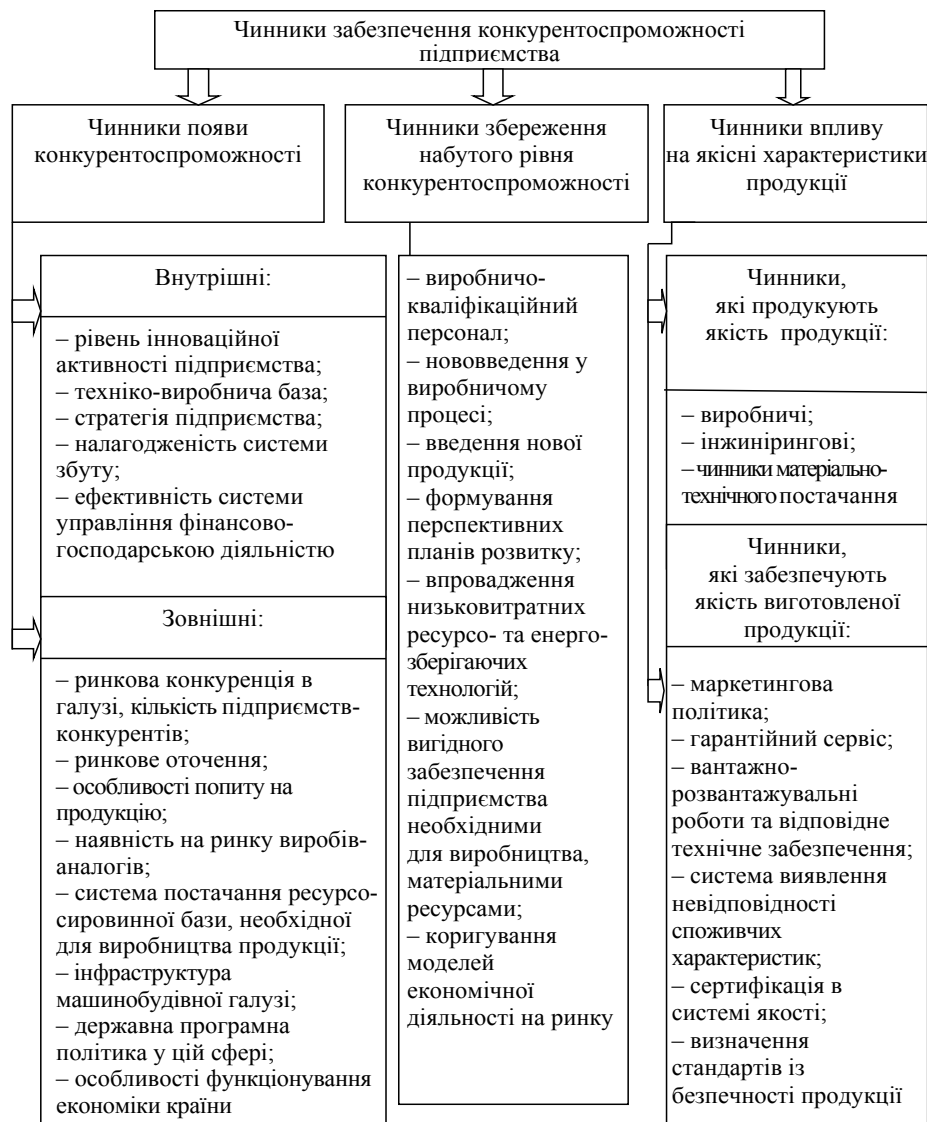 Чинники забезпечення конкурентоспроможності
підприємства
Чинники появи
конкурентоспроможності
Чинники збереження
набутого рівня
конкурентоспроможності
Чинники впливу
на якісні характеристики
продукції
Внутрішні:
– рівень інноваційної
активності підприємства;
– техніко-виробнича база;
– стратегія підприємства;
– налагодженість системи
збуту;
– ефективність системи
управління фінансово-
господарською діяльністю
Зовнішні:
– ринкова конкуренція в
галузі, кількість підприємств-
конкурентів;
– ринкове оточення;
– особливості попиту на
продукцію;
– наявність на ринку виробів-
аналогів;
– система постачання ресурсо-
сировинної бази, необхідної
для виробництва продукції;
– інфраструктура
машинобудівної галузі;
– державна програмна
політика у цій сфері;
– особливості функціонування
економіки країни
– виробничо-
кваліфікаційний
персонал;
– нововведення у
виробничому
процесі;
– введення нової
продукції;
– формування
перспективних
планів розвитку;
– впровадження
низьковитратних
ресурсо- та енерго-
зберігаючих
технологій;
– можливість
вигідного
забезпечення
підприємства
необхідними
для виробництва,
матеріальними
ресурсами;
– коригування
моделей
економічної
діяльності на ринку
Чинники,
які продукують
якість продукції:
– виробничі;
– інжинірингові;
– чинники матеріально-
технічного постачання
Чинники,
які забезпечують
якість виготовленої
продукції:
– маркетингова
політика;
– гарантійний сервіс;
– вантажно-
розвантажувальні
роботи та відповідне
технічне забезпечення;
– система виявлення
невідповідності
споживчих
характеристик;
– сертифікація в
системі якості;
– визначення
стандартів із
безпечності продукції